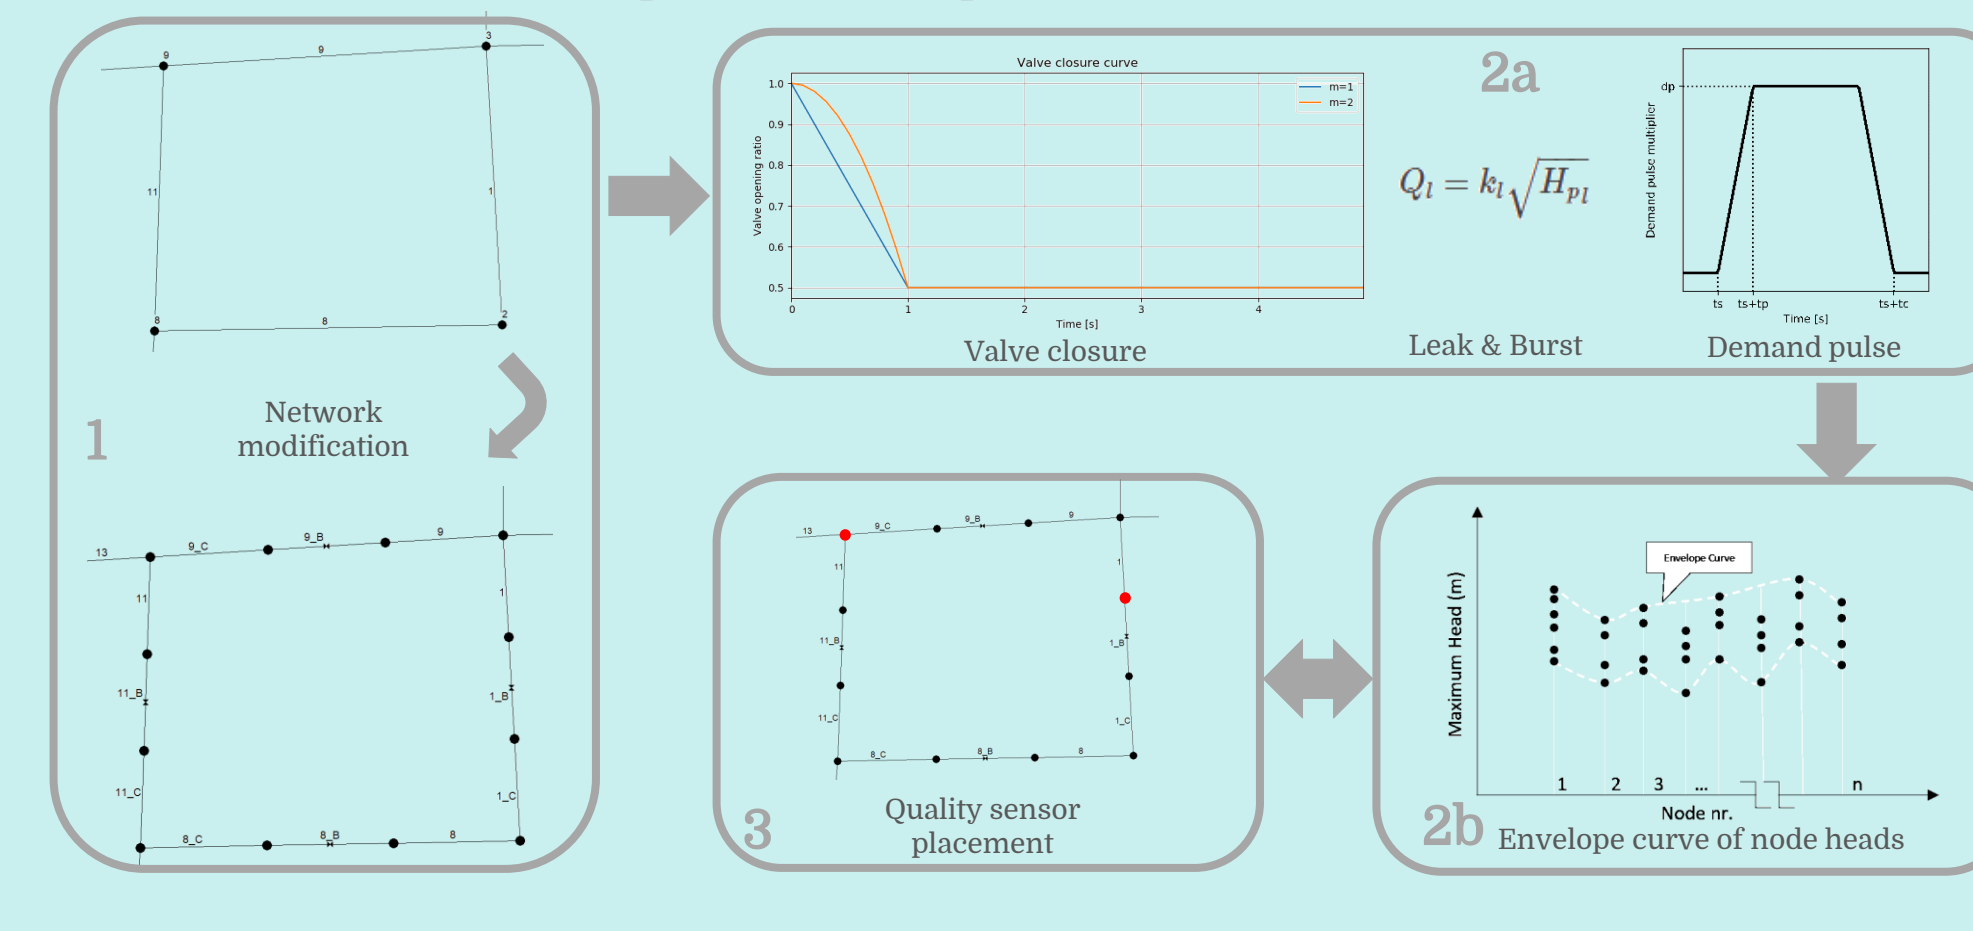 9
9
3
11
1
8
8
2
1
Network
modification
13
9_C
9_B
9
11
1
11_B
1_B
11_C
1_C
8_C
8_B
8
2a
Valve closure curve
Valve opening ratio
1.0
0.9
0.8
0.7
0.6
0.5
m=1
m=2
0
1
2
3
4
Time [s]
Valve closure
Q_l = k_l√H_{p_l}
Leak & Burst
Demand pulse multiplier
dp
ts
ts+tp
ts+tc
Time [s]
Demand pulse
13
9_C
9_B
9
11
1
11_B
1_B
11_C
1_C
8_C
8_B
8
3
Quality sensor
placement
Maximum Head (m)
Envelope Curve
1
2
3
...
n
Node nr.
2b
Envelope curve of node heads